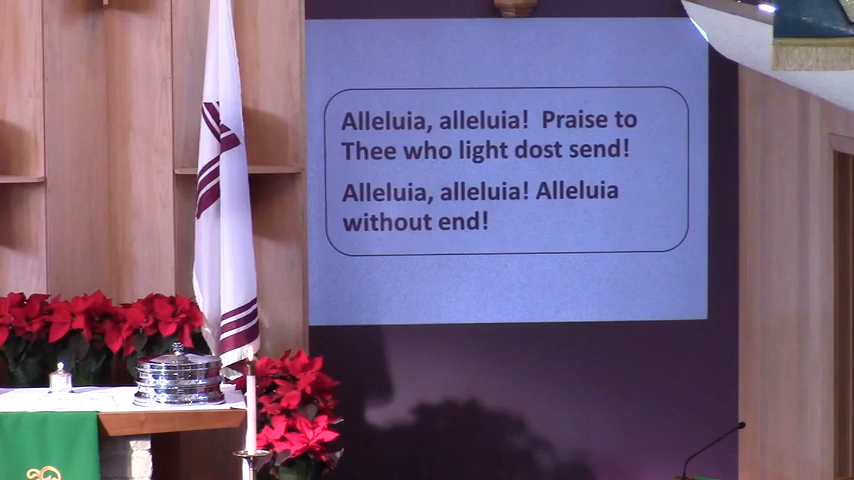 Alleluia, alleluia!  Praise to
Thee who light dost send!
Alleluia, alleluia! Alleluia
without end!